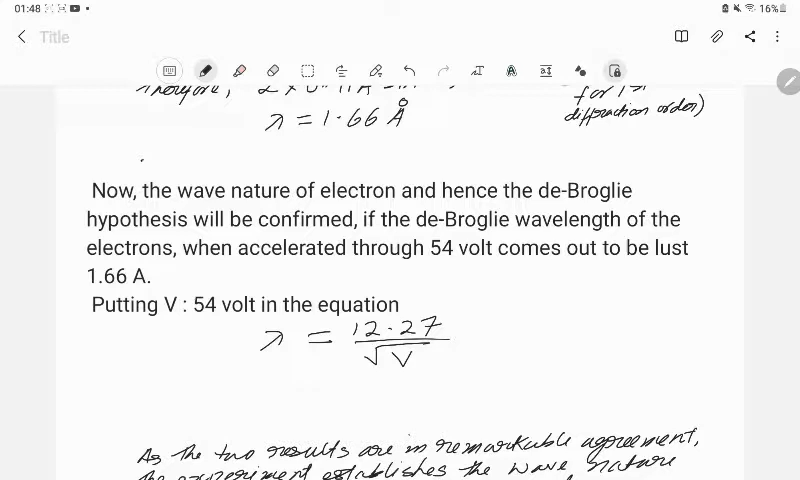 01:48
16%
Title
Therefore,
for 1st
λ = 1.66 Å
diffraction order)
Now, the wave nature of electron and hence the de-Broglie
hypothesis will be confirmed, if the de-Broglie wavelength of the
electrons, when accelerated through 54 volt comes out to be lust
1.66 A.
Putting V : 54 volt in the equation
λ = 12.27 / √V
As the two results are in remarkable agreement,
the experiment establishes the wave nature